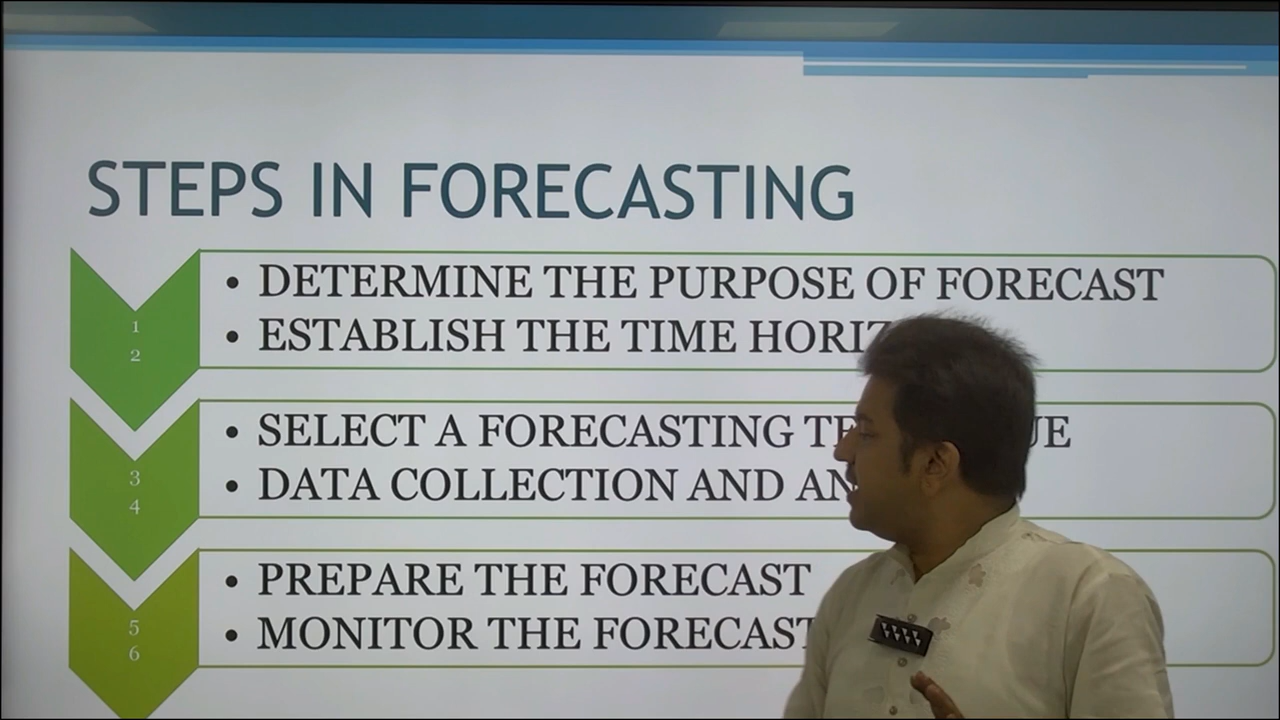 STEPS IN FORECASTING
1
2
• DETERMINE THE PURPOSE OF FORECAST
• ESTABLISH THE TIME
3
4
• SELECT A FORECASTING
• DATA COLLECTION AND
5
6
• PREPARE THE FORECAST
• MONITOR THE FORECAST